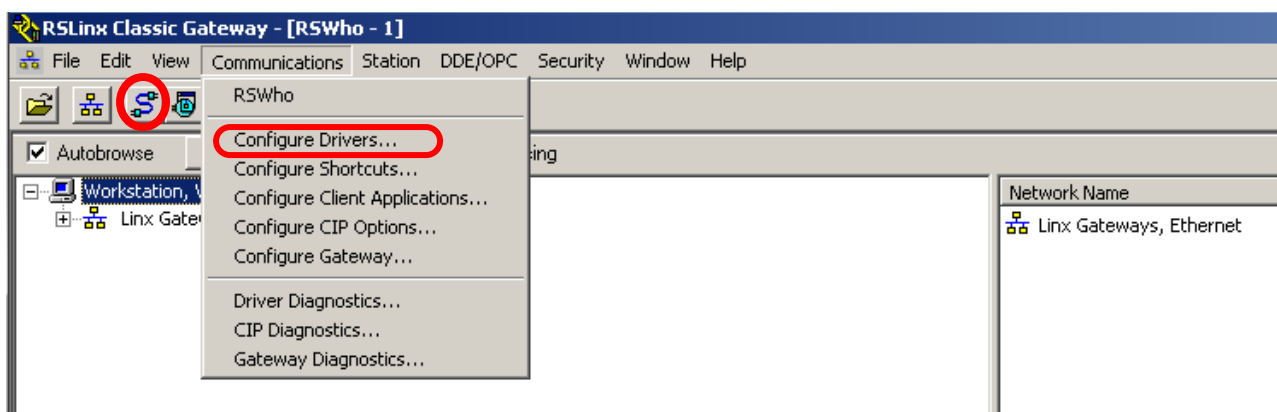 RSLinx Classic Gateway - [RSWho - 1]
File Edit View Communications Station DDE/OPC Security Window Help
RSWho
Configure Drivers...
Configure Shortcuts...
Configure Client Applications...
Configure CIP Options...
Configure Gateway...
Driver Diagnostics...
CIP Diagnostics...
Gateway Diagnostics...
Autobrowse
Workstation,
Linx
Network Name
Linx Gateways, Ethernet